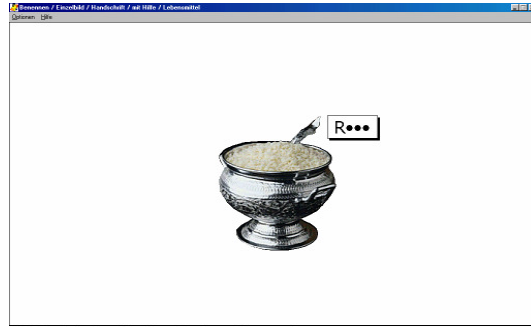 Benennen / Einzelbild / Handschrift / mit Hilfe / Lebensmittel
Optionen Hilfe
R•••